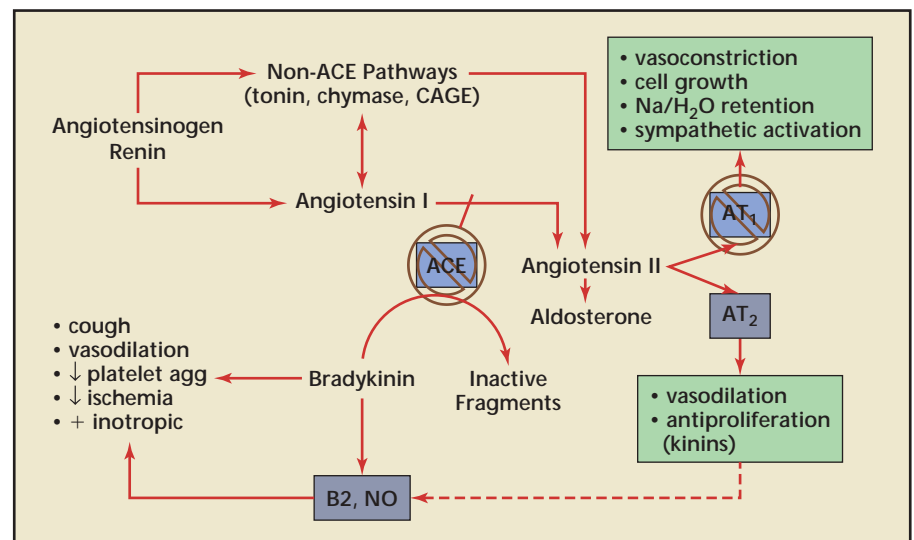 Non-ACE Pathways
(tonin, chymase, CAGE)
• vasoconstriction
• cell growth
• Na/H₂O retention
• sympathetic activation
Angiotensinogen
Renin
Angiotensin I
AT₁
ACE
Angiotensin II
Aldosterone
AT₂
• cough
• vasodilation
• ↓ platelet agg
• ↓ ischemia
• + inotropic
Bradykinin
Inactive
Fragments
• vasodilation
• antiproliferation
(kinins)
B2, NO